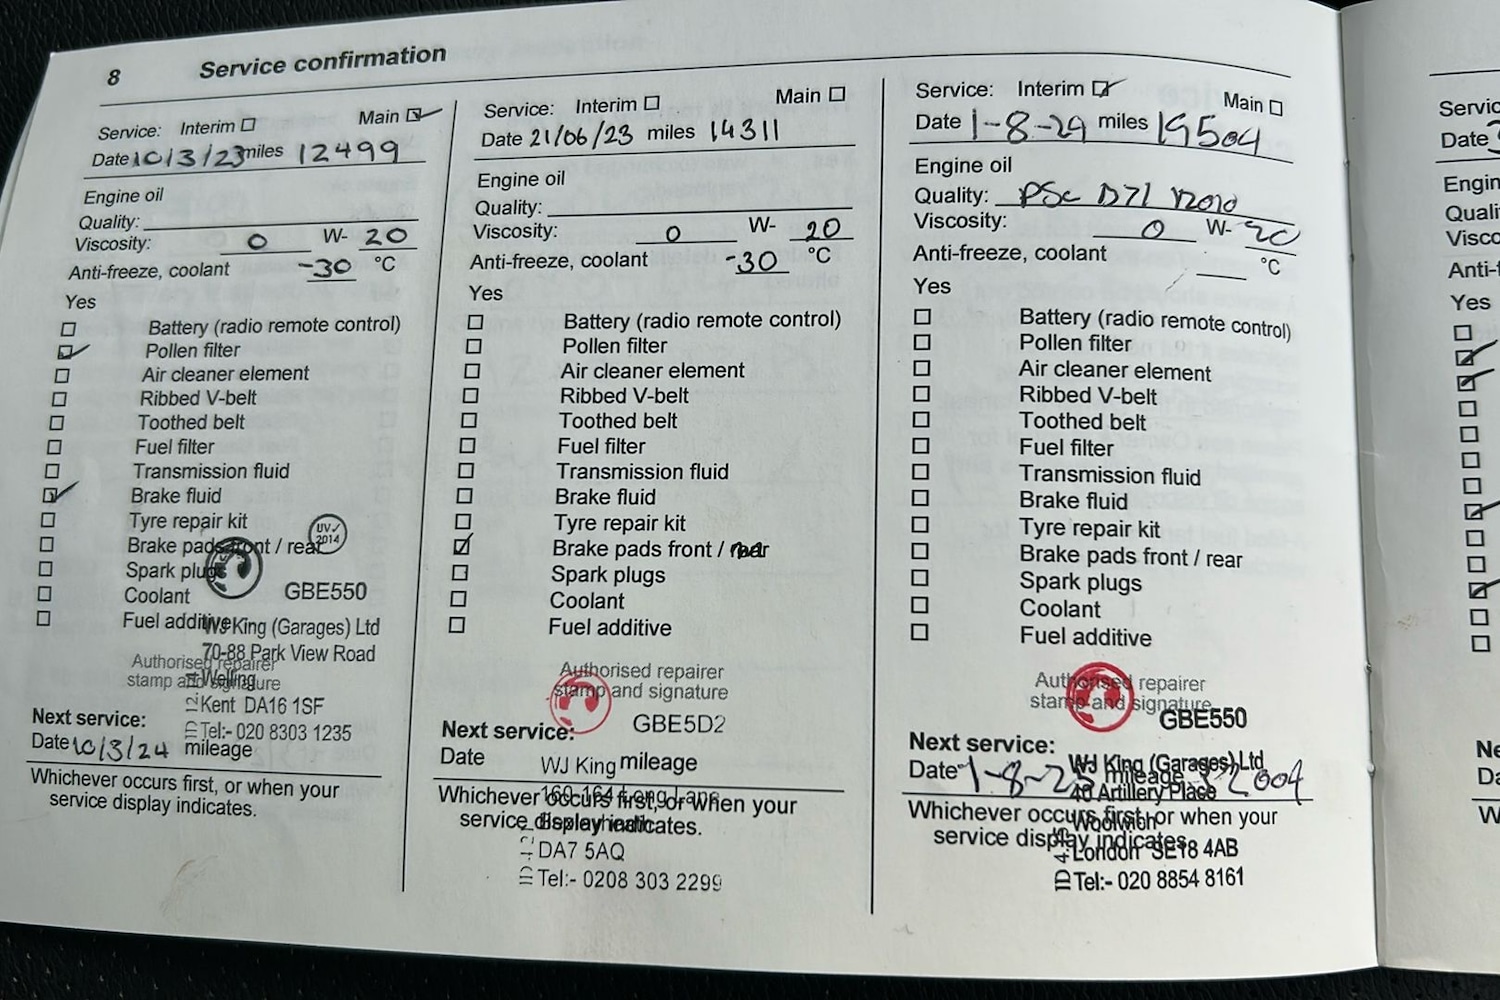 8 Service confirmation
Service: Interim Main
Date 10/3/23 miles 12499
Engine oil
Quality:
Viscosity: 0 W- 20
Anti-freeze, coolant -30 °C
Yes
Battery (radio remote control)
Pollen filter
Air cleaner element
Ribbed V-belt
Toothed belt
Fuel filter
Transmission fluid
Brake fluid
Tyre repair kit
UV 2014
Brake pads front / rear
Spark plugs
GBE550
Coolant
Fuel additive
WJ King (Garages) Ltd
70-88 Park View Road
Authorised repairer
stamp and signature
Welling
Kent DA16 1SF
Next service:
Tel:- 020 8303 1235
Date 10/3/24 mileage
Whichever occurs first, or when your
service display indicates.
Service: Interim Main
Date 21/06/23 miles 14311
Engine oil
Quality:
Viscosity: 0 W- 20
Anti-freeze, coolant -30 °C
Yes
Battery (radio remote control)
Pollen filter
Air cleaner element
Ribbed V-belt
Toothed belt
Fuel filter
Transmission fluid
Brake fluid
Tyre repair kit
Brake pads front / rear
Spark plugs
Coolant
Fuel additive
Authorised repairer
stamp and signature
GBE5D2
Next service:
Date mileage
WJ King
160-164 Long Lane
Whichever occurs first, or when your
service display indicates.
Bexleyheath
DA7 5AQ
Tel:- 0208 303 2299
Service: Interim Main
Date 1-8-24 miles 19504
Engine oil
Quality:
Viscosity: 0 W- 20
Anti-freeze, coolant °C
Yes
Battery (radio remote control)
Pollen filter
Air cleaner element
Ribbed V-belt
Toothed belt
Fuel filter
Transmission fluid
Brake fluid
Tyre repair kit
Brake pads front / rear
Spark plugs
Coolant
Fuel additive
Authorised repairer
stamp and signature
GBE550
Next service:
WJ King (Garages) Ltd
Date 1-8-25 mileage
40 Artillery Place
Whichever occurs first, or when your
Woolwich
service display indicates.
London SE18 4AB
Tel:- 020 8854 8161
Date
Yes